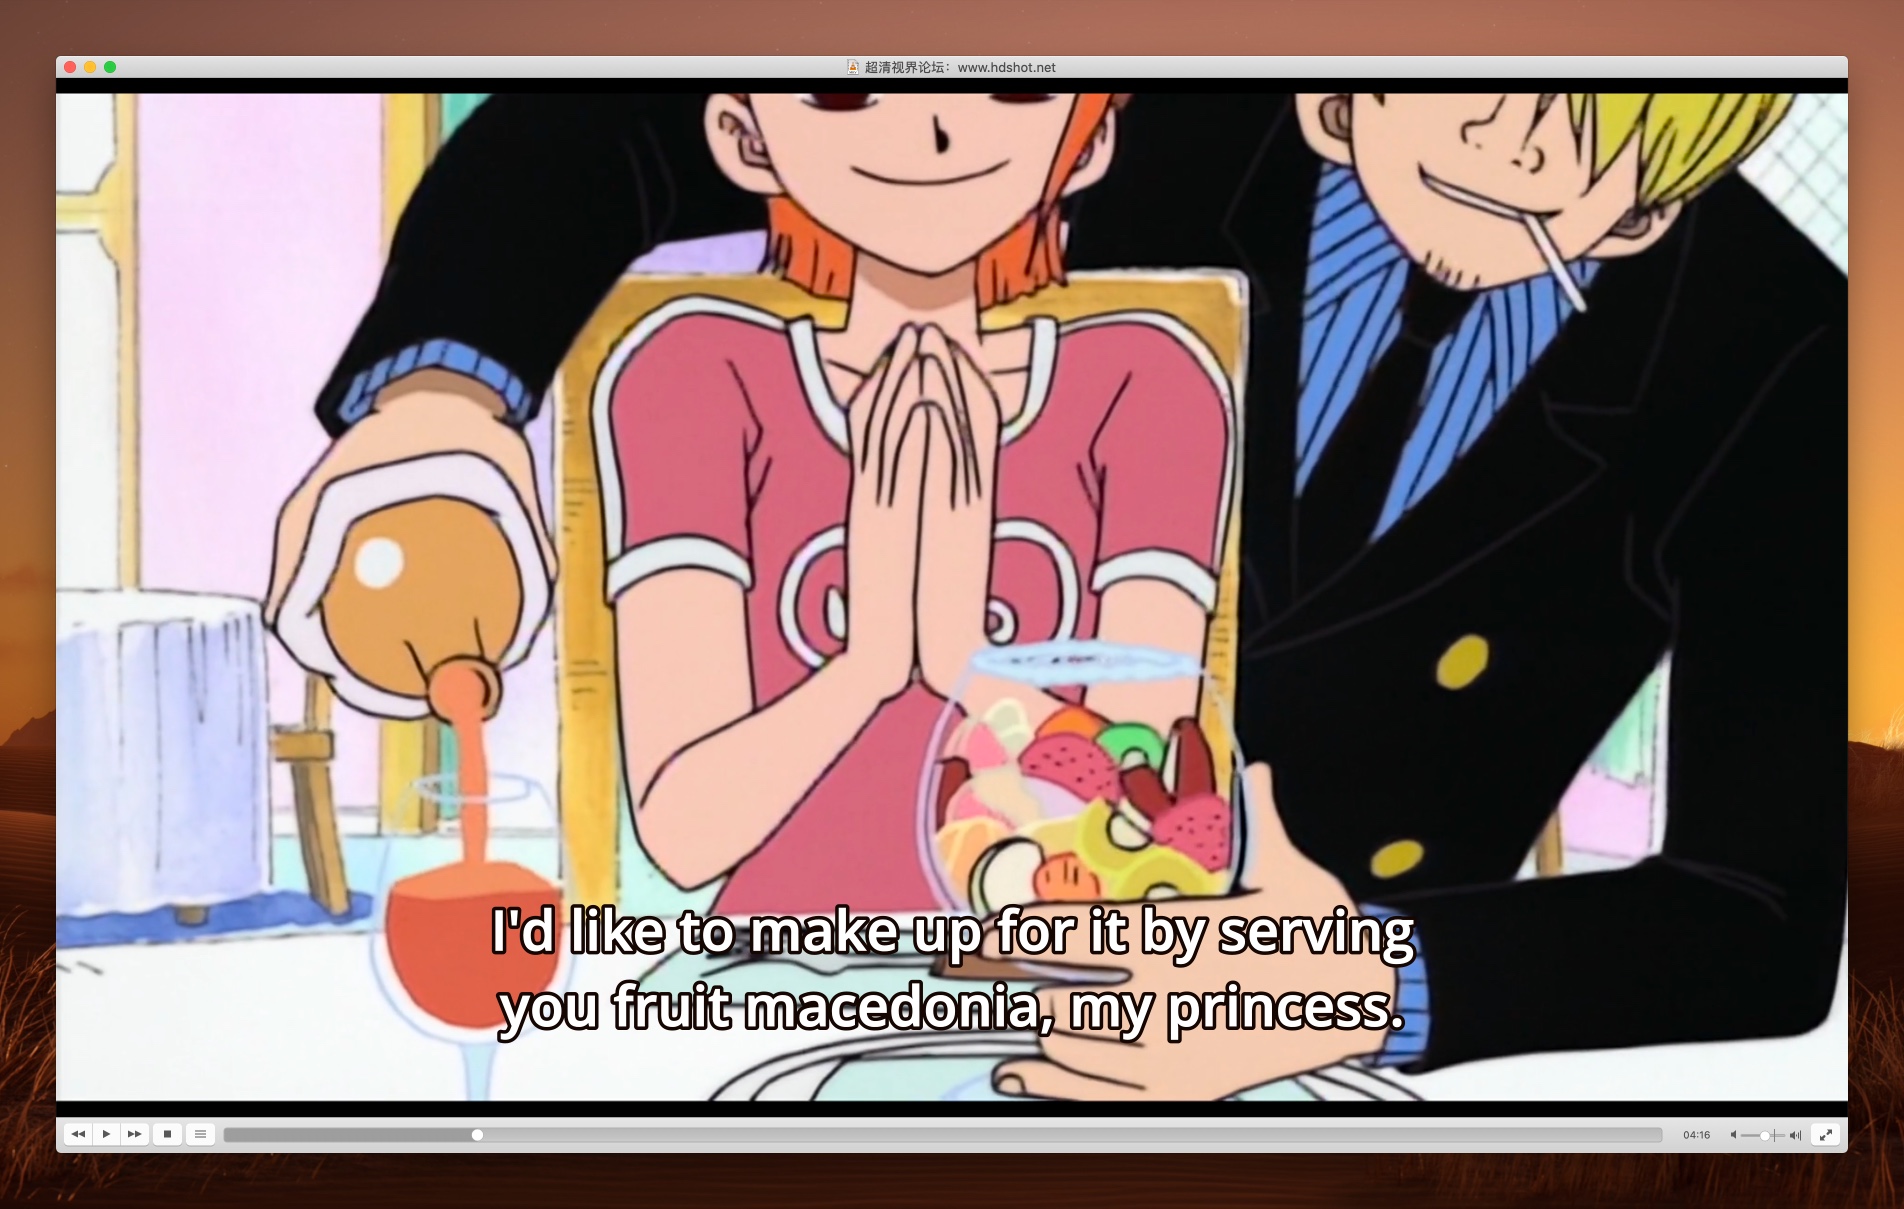 超清视界论坛：www.hdshot.net
I'd like to make up for it by serving
you fruit macedonia, my princess.
04:16